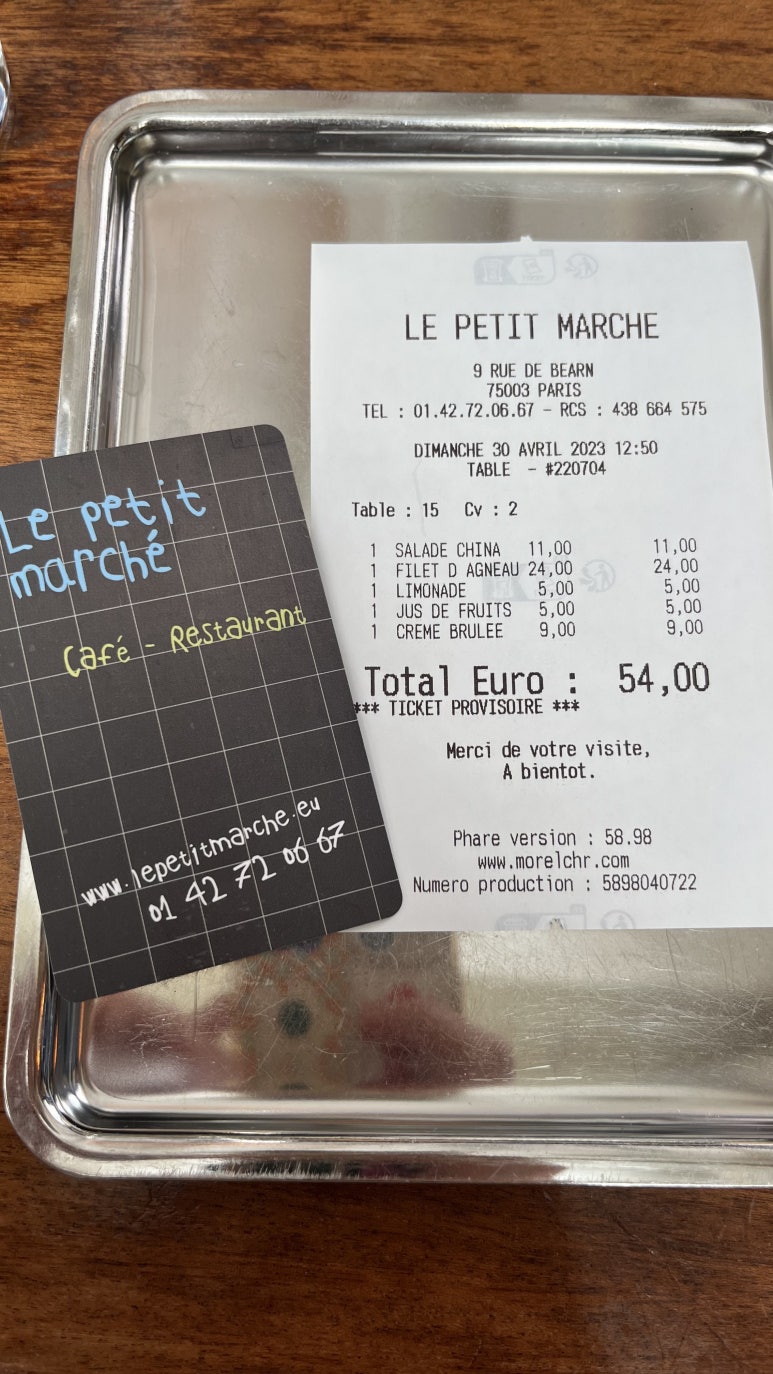 Le petit
marché
Café - Restaurant
www.lepetitmarche.eu
01 42 72 06 67
LE PETIT MARCHE
9 RUE DE BEARN
75003 PARIS
TEL : 01.42.72.06.67 - RCS : 438 664 575
DIMANCHE 30 AVRIL 2023 12:50
TABLE - #220704
Table : 15 Cv : 2
1 SALADE CHINA 11,00 11,00
1 FILET D AGNEAU 24,00 24,00
1 LIMONADE 5,00 5,00
1 JUS DE FRUITS 5,00 5,00
1 CREME BRULEE 9,00 9,00
Total Euro : 54,00
*** TICKET PROVISOIRE ***
Merci de votre visite,
A bientot.
Phare version : 58.98
www.morelchr.com
Numero production : 5898040722